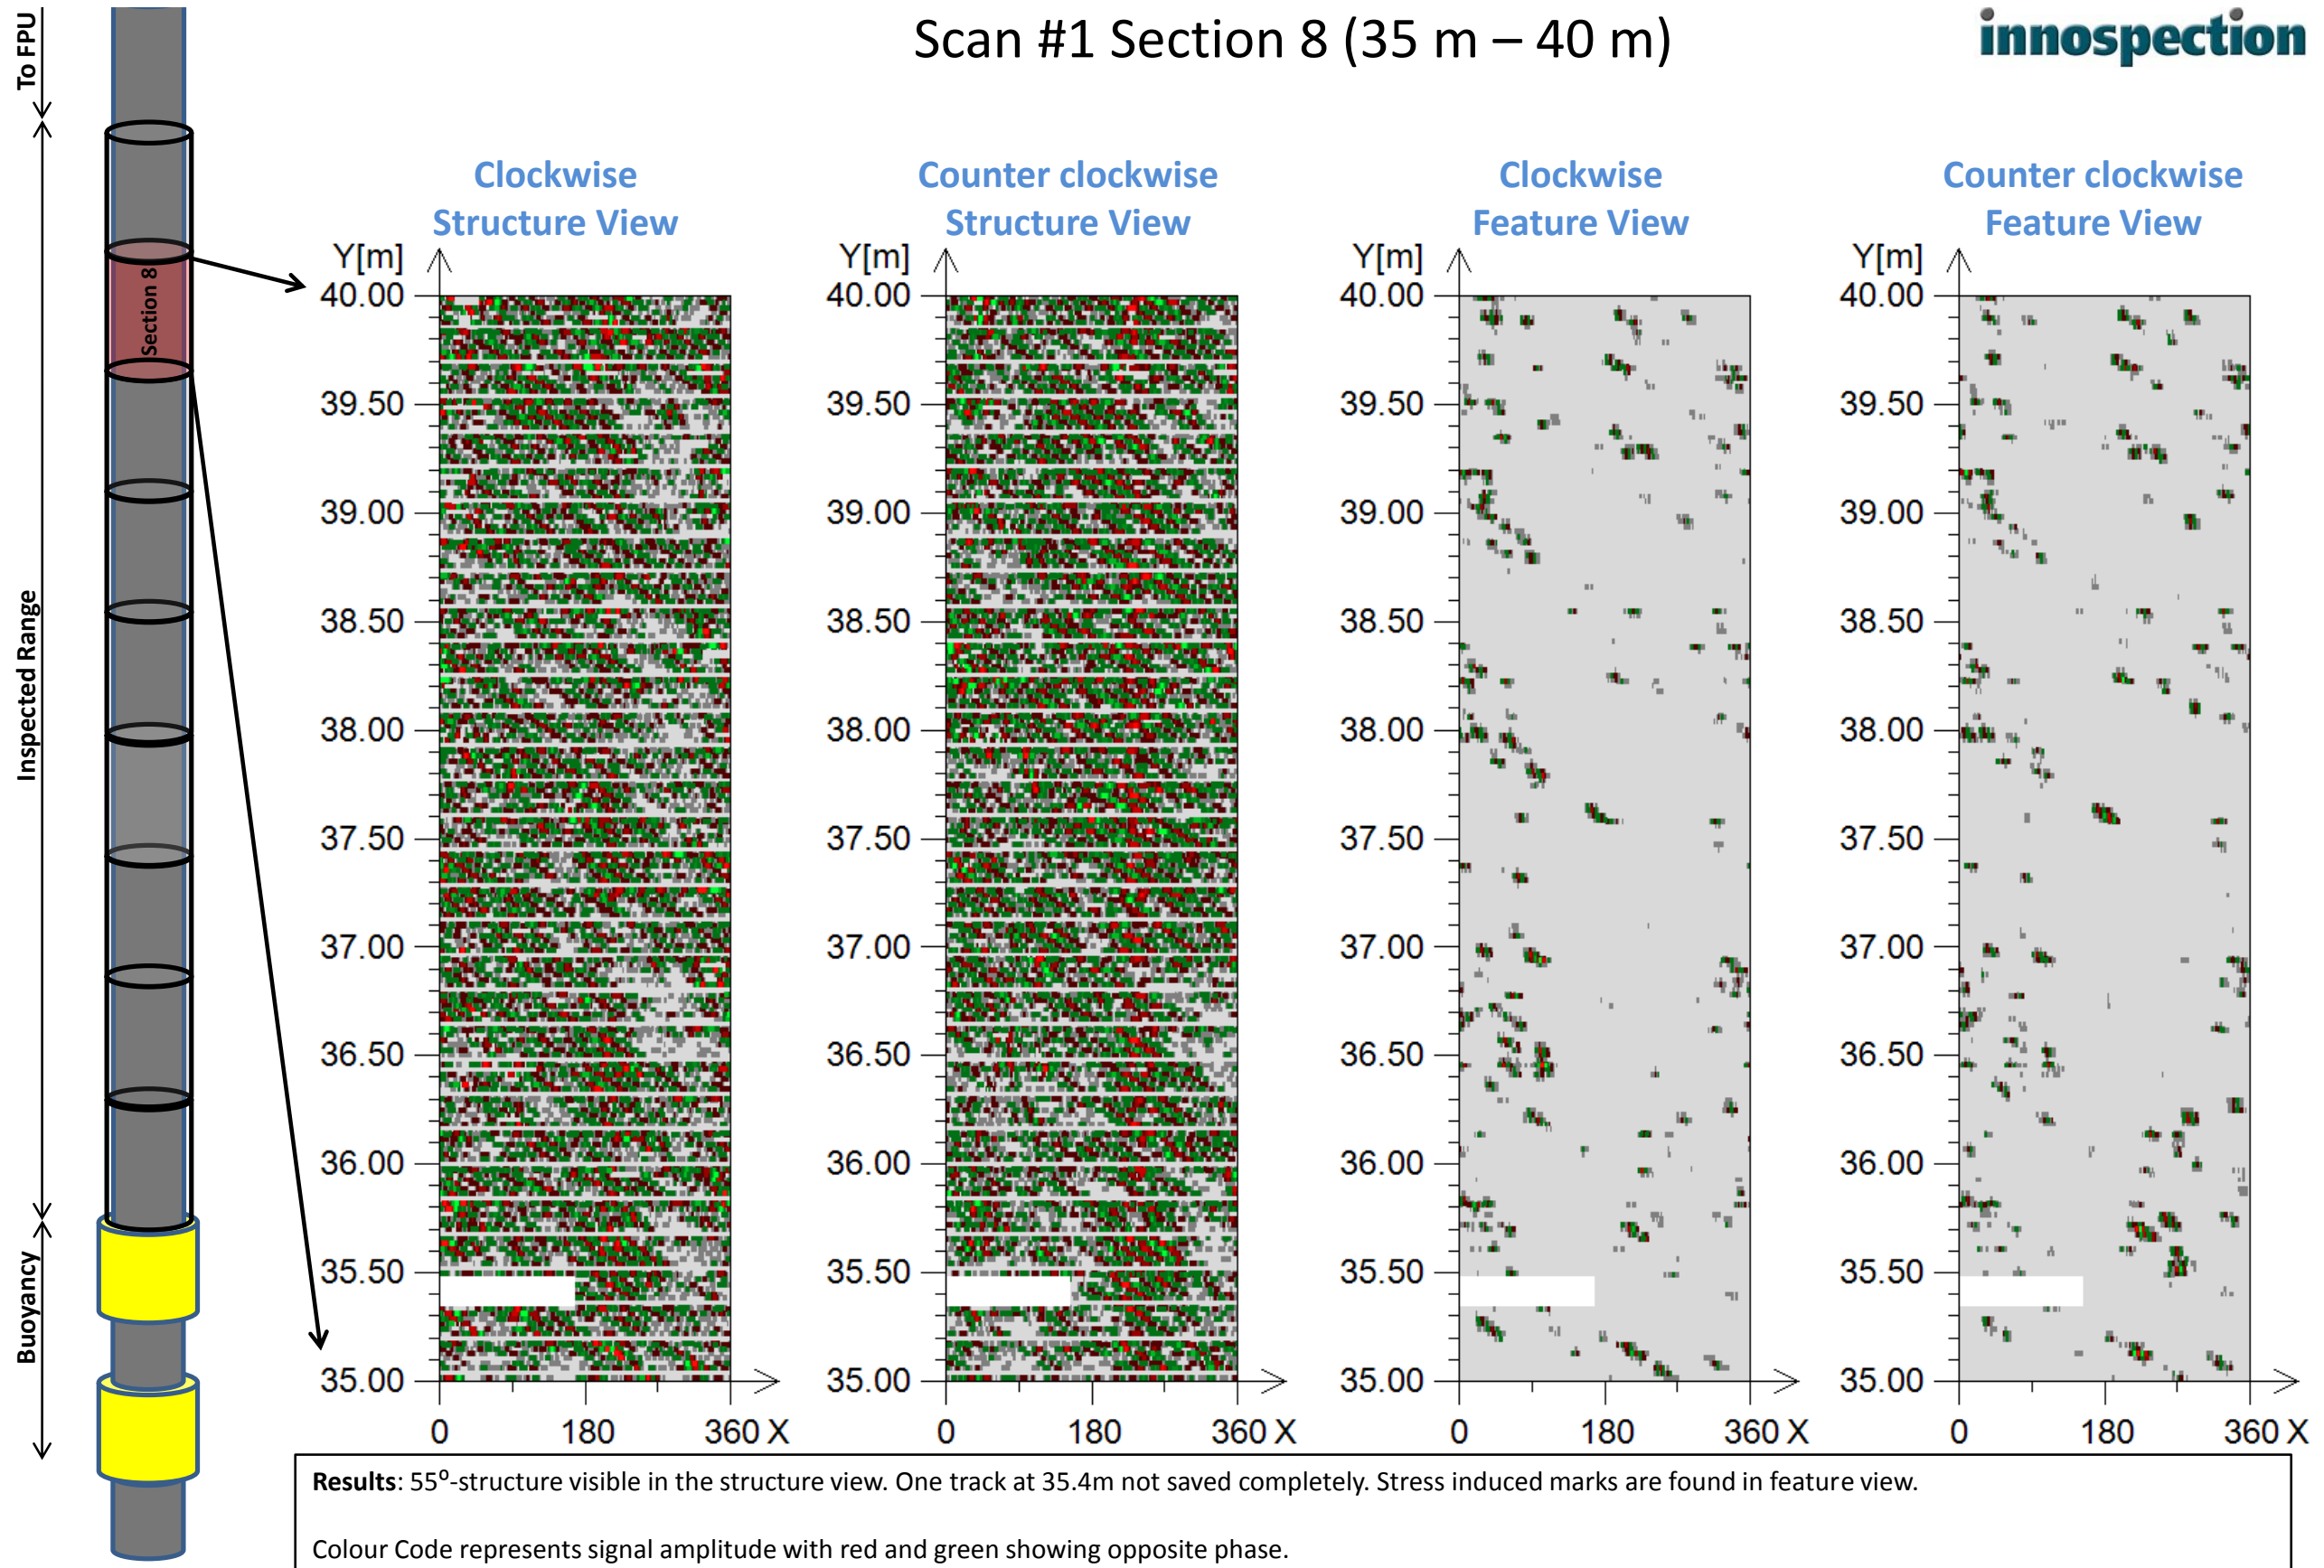 Scan #1 Section 8 (35 m – 40 m)
innospection
To FPU
Inspected Range
Buoyancy
Section 8
Clockwise
Structure View
Y[m]
40.00
39.50
39.00
38.50
38.00
37.50
37.00
36.50
36.00
35.50
35.00
0 180 360 X
Counter clockwise
Structure View
Y[m]
40.00
39.50
39.00
38.50
38.00
37.50
37.00
36.50
36.00
35.50
35.00
0 180 360 X
Clockwise
Feature View
Y[m]
40.00
39.50
39.00
38.50
38.00
37.50
37.00
36.50
36.00
35.50
35.00
0 180 360 X
Counter clockwise
Feature View
Y[m]
40.00
39.50
39.00
38.50
38.00
37.50
37.00
36.50
36.00
35.50
35.00
0 180 360 X
Results: 55⁰-structure visible in the structure view. One track at 35.4m not saved completely. Stress induced marks are found in feature view.
Colour Code represents signal amplitude with red and green showing opposite phase.